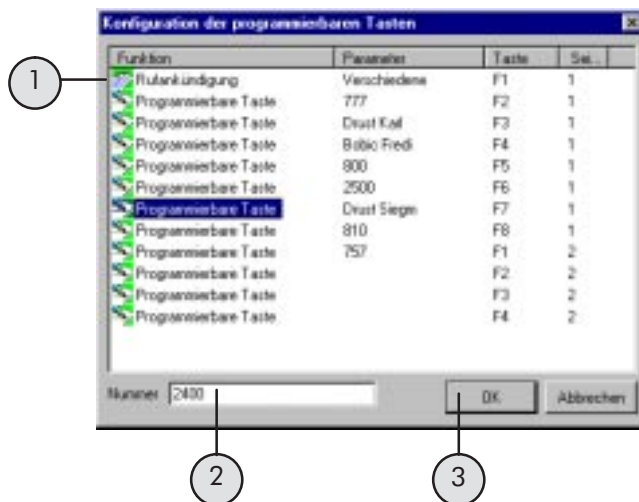 Konfiguration der programmierbaren Tasten
Funktion Parameter Taste Sei...
1
Rufankündigung Verschiedene F1 1
Programmierbare Taste 777 F2 1
Programmierbare Taste Drust Karl F3 1
Programmierbare Taste Bobic Fredi F4 1
Programmierbare Taste 800 F5 1
Programmierbare Taste 2500 F6 1
Programmierbare Taste Drust Siegm F7 1
Programmierbare Taste 810 F8 1
Programmierbare Taste 757 F1 2
Programmierbare Taste F2 2
Programmierbare Taste F3 2
Programmierbare Taste F4 2
Nummer 2400 OK Abbrechen
2 3